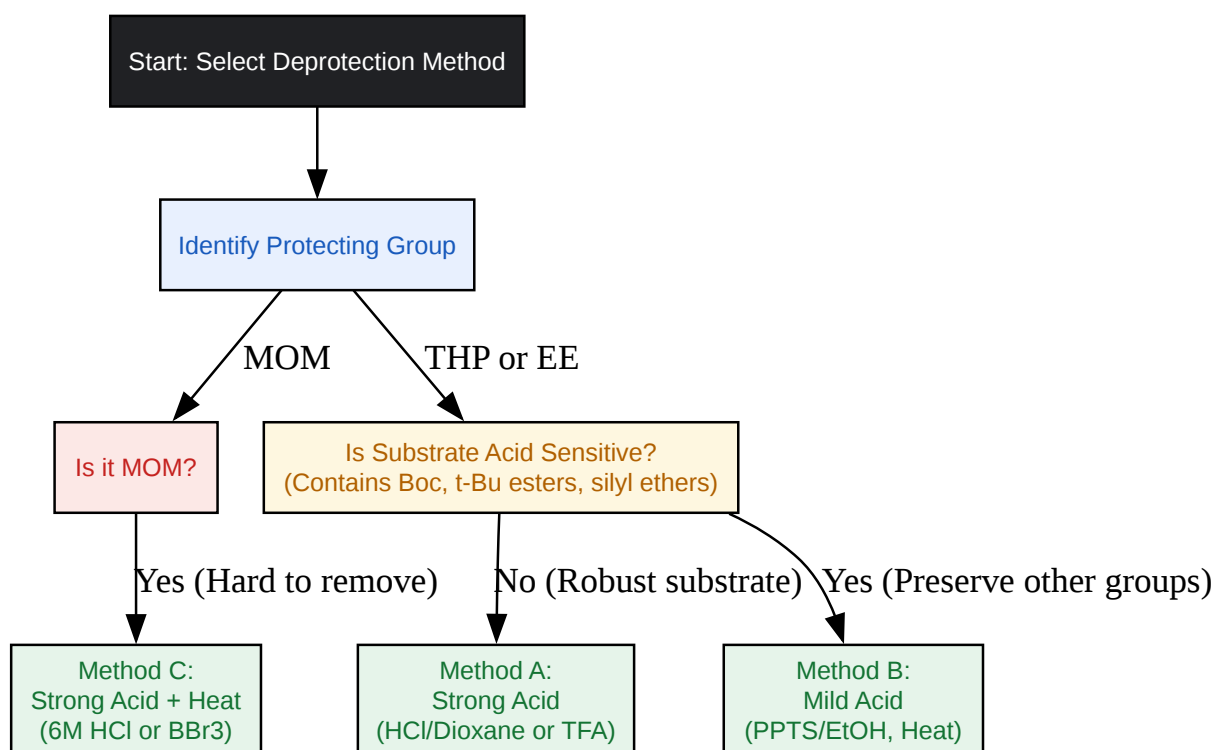 Start: Select Deprotection Method
Identify Protecting Group
MOM
THP or EE
Is it MOM?
Is Substrate Acid Sensitive?
(Contains Boc, t-Bu esters, silyl ethers)
Yes (Hard to remove)
No (Robust substrate)
Yes (Preserve other groups)
Method C:
Strong Acid + Heat
(6M HCl or BBr3)
Method A:
Strong Acid
(HCl/Dioxane or TFA)
Method B:
Mild Acid
(PPTS/EtOH, Heat)